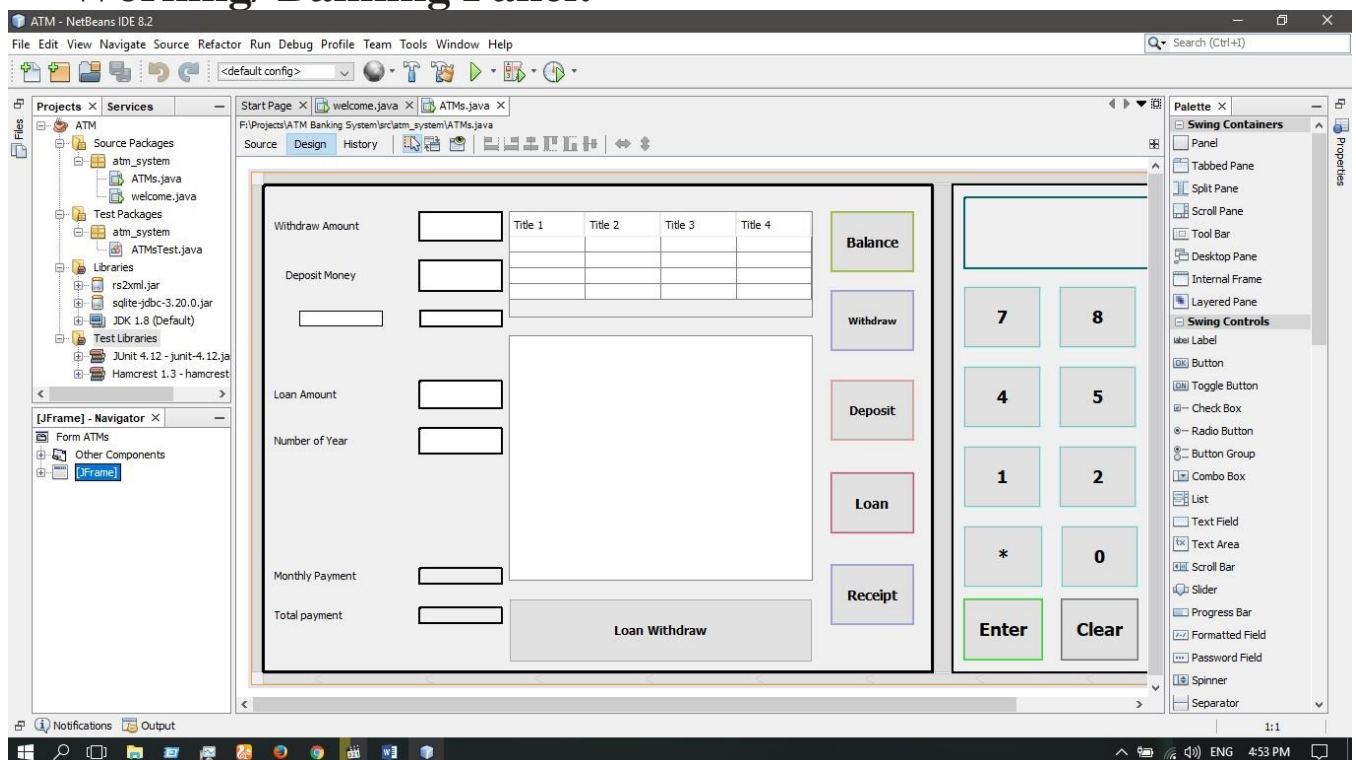 Working/Banking Panel:
ATM - NetBeans IDE 8.2
File Edit View Navigate Source Refactor Run Debug Profile Team Tools Window Help
Search (Ctrl+I)
<default config>
Projects Services
Start Page welcome.java ATMs.java
Palette
Files
ATM
Source Packages
atm_system
ATMs.java
welcome.java
Test Packages
atm_system
ATMsTest.java
Libraries
rs2xml.jar
sqlite-jdbc-3.20.0.jar
JDK 1.8 (Default)
Test Libraries
JUnit 4.12 - junit-4.12.ja
Hamcrest 1.3 - hamcrest
[JFrame] - Navigator
Form ATMs
Other Components
[JFrame]
F:\Projects\ATM Banking System\src\atm_system\ATMs.java
Source Design History
Withdraw Amount
Deposit Money
Loan Amount
Number of Year
Monthly Payment
Total payment
Title 1 Title 2 Title 3 Title 4
Loan Withdraw
Balance
Withdraw
Deposit
Loan
Receipt
7 8
4 5
1 2
* 0
Enter Clear
Swing Containers
Panel
Tabbed Pane
Split Pane
Scroll Pane
Tool Bar
Desktop Pane
Internal Frame
Layered Pane
Swing Controls
label Label
OK Button
ON Toggle Button
Check Box
Radio Button
Button Group
Combo Box
List
Text Field
tx Text Area
Scroll Bar
Slider
Progress Bar
Formatted Field
Password Field
Spinner
Separator
Properties
Notifications Output
1:1
ENG 4:53 PM